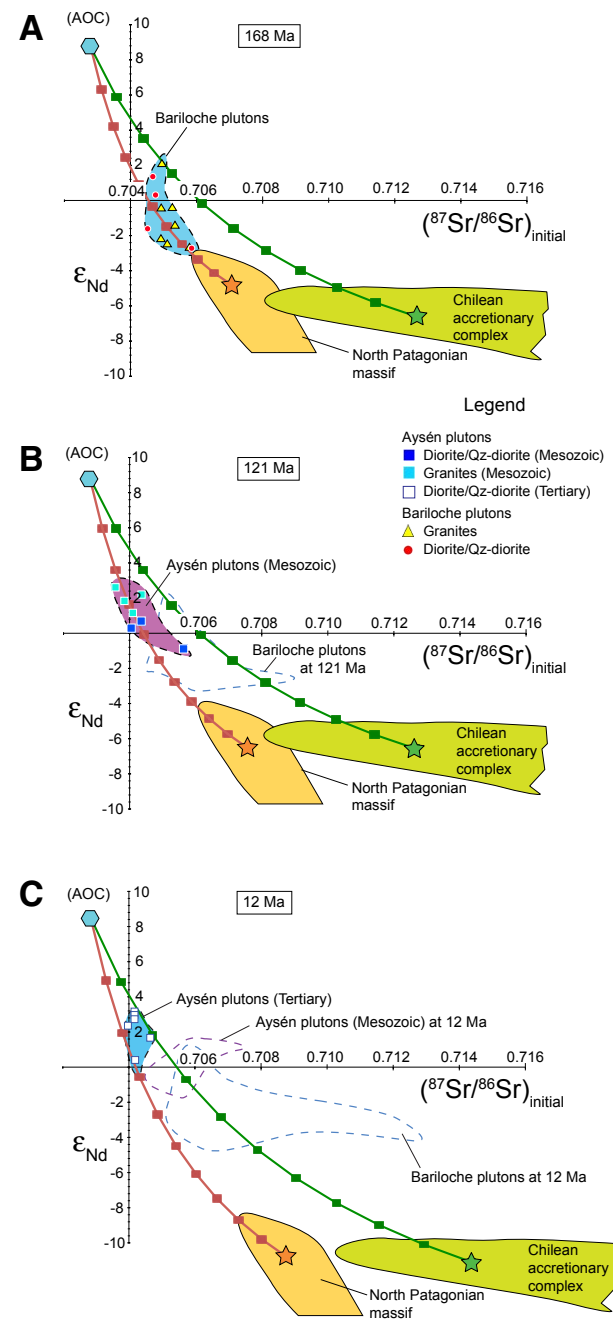 A
(AOC)
168 Ma
10
8
6
4
2
-2
-4
-6
-8
-10
Bariloche plutons
0.704
0.706
0.708
0.710
0.712
0.714
0.716
(⁸⁷Sr/⁸⁶Sr)initial
εNd
Chilean
accretionary
complex
North Patagonian
massif
Legend
Aysén plutons
Diorite/Qz-diorite (Mesozoic)
Granites (Mesozoic)
Diorite/Qz-diorite (Tertiary)
Bariloche plutons
Granites
Diorite/Qz-diorite
B
(AOC)
121 Ma
10
8
6
4
2
-2
-4
-6
-8
-10
Aysén plutons (Mesozoic)
0.706
0.708
0.710
0.712
0.714
0.716
(⁸⁷Sr/⁸⁶Sr)initial
Bariloche plutons
at 121 Ma
εNd
Chilean
accretionary
complex
North Patagonian
massif
C
(AOC)
12 Ma
10
8
6
4
2
-2
-4
-6
-8
-10
Aysén plutons (Tertiary)
Aysén plutons (Mesozoic) at 12 Ma
0.706
0.708
0.710
0.712
0.714
0.716
(⁸⁷Sr/⁸⁶Sr)initial
εNd
Bariloche plutons at 12 Ma
Chilean
accretionary
complex
North Patagonian
massif